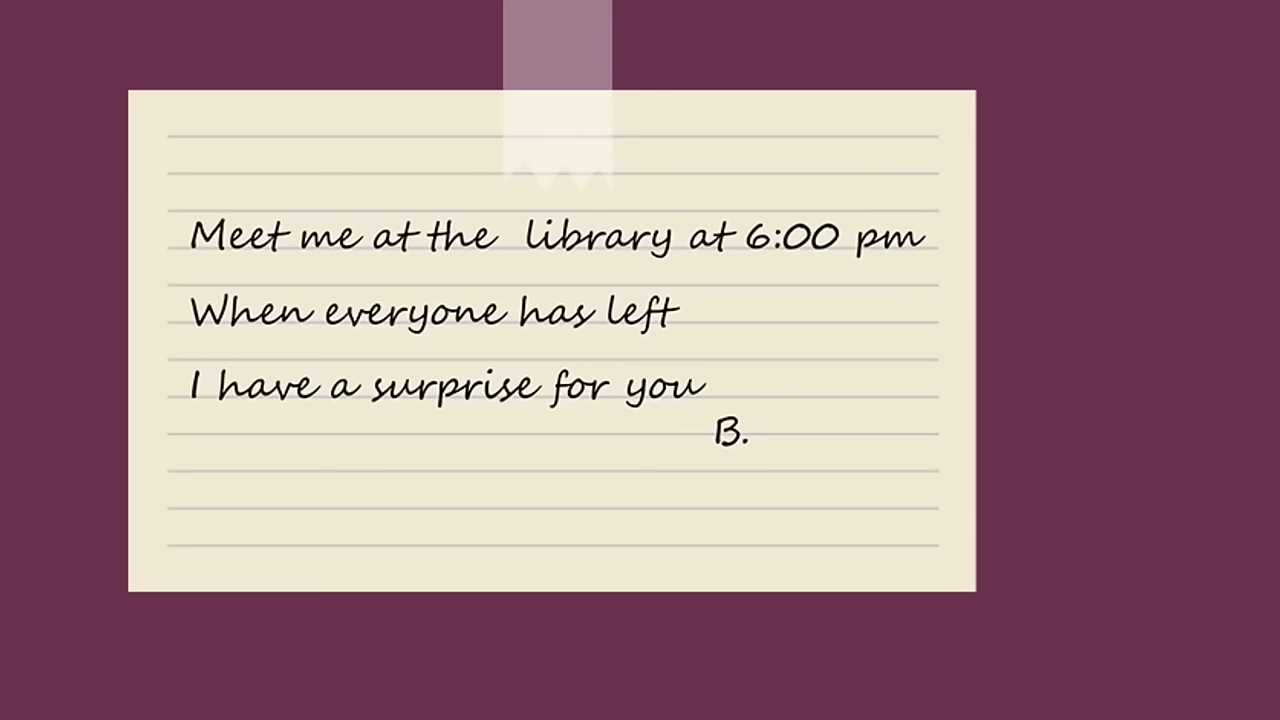 Meet me at the library at 6:00 pm
When everyone has left
I have a surprise for you
B.